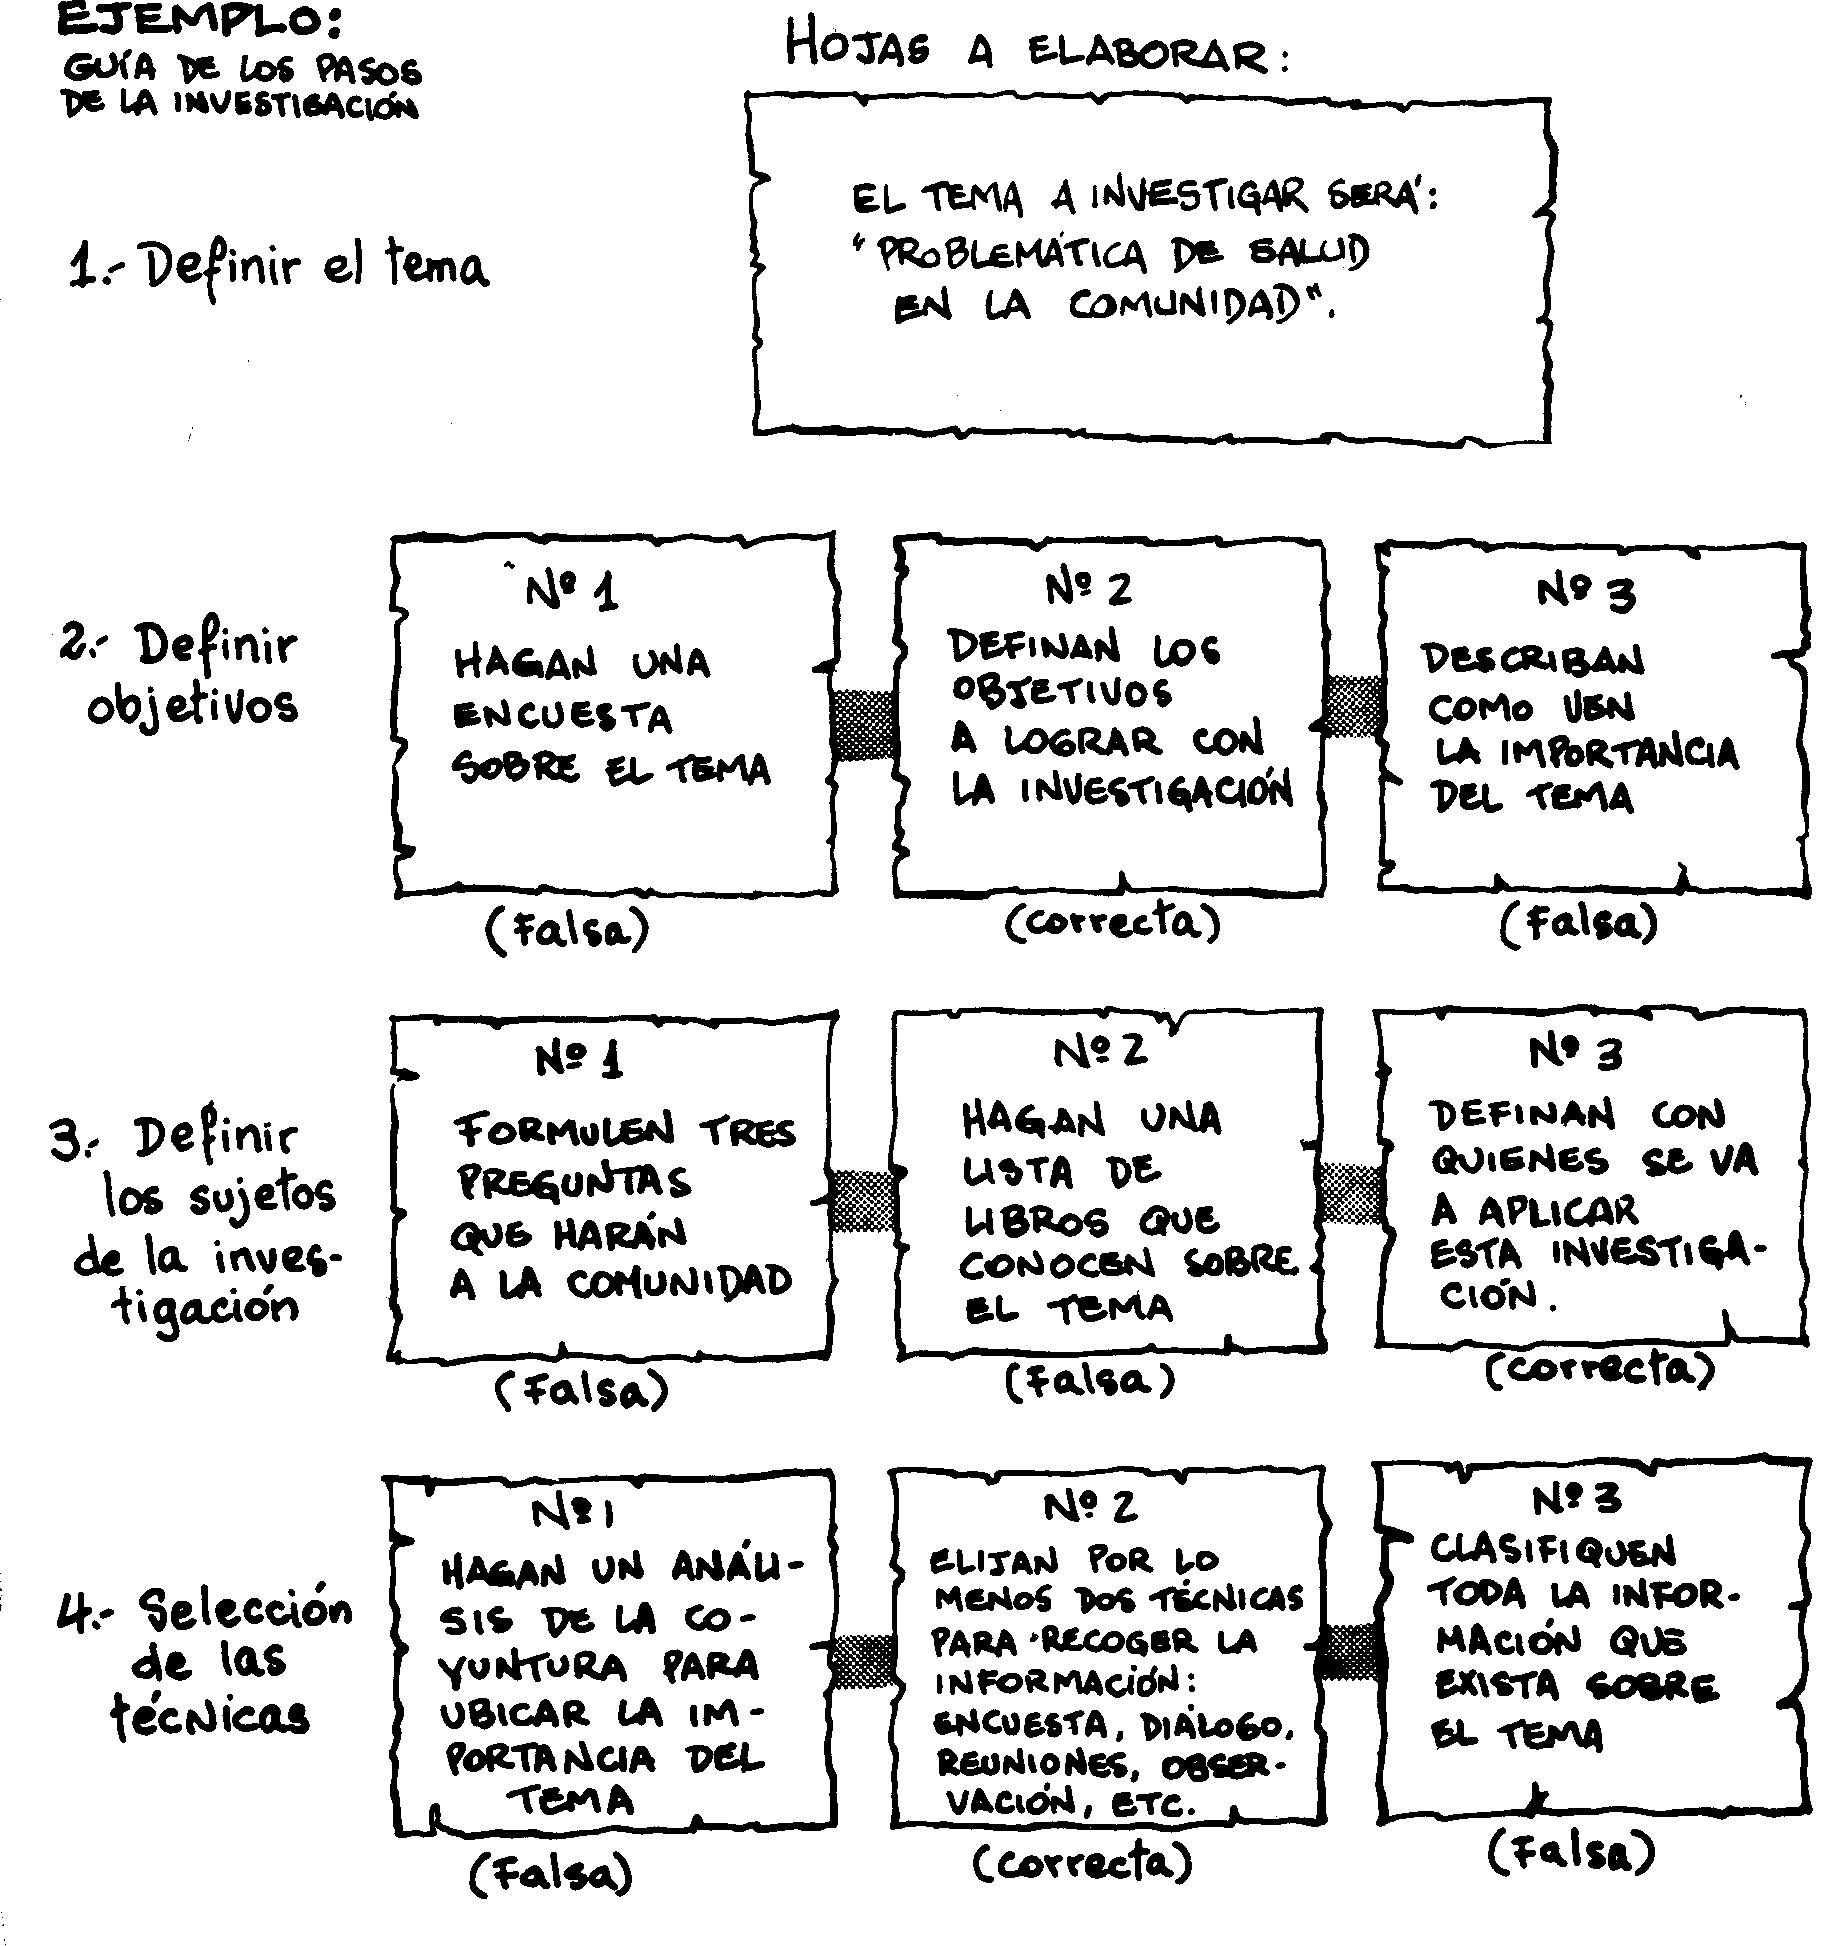 EJEMPLO:
GUÍA DE LOS PASOS
DE LA INVESTIGACIÓN
HOJAS A ELABORAR:
1.- Definir el tema
EL TEMA A INVESTIGAR SERÁ:
"PROBLEMÁTICA DE SALUD
EN LA COMUNIDAD".
2.- Definir
objetivos
Nº 1
HAGAN UNA
ENCUESTA
SOBRE EL TEMA
(Falsa)
Nº 2
DEFINAN LOS
OBJETIVOS
A LOGRAR CON
LA INVESTIGACIÓN
(correcta)
Nº 3
DESCRIBAN
COMO VEN
LA IMPORTANCIA
DEL TEMA
(Falsa)
3.- Definir
los sujetos
de la inves-
tigación
Nº 1
FORMULEN TRES
PREGUNTAS
QUE HARÁN
A LA COMUNIDAD
(Falsa)
Nº 2
HAGAN UNA
LISTA DE
LIBROS QUE
CONOCEN SOBRE
EL TEMA
(Falsa)
Nº 3
DEFINAN CON
QUIENES SE VA
A APLICAR
ESTA INVESTIGA-
CIÓN.
(correcta)
4.- Selección
de las
técnicas
Nº 1
HAGAN UN ANÁLI-
SIS DE LA CO-
YUNTURA PARA
UBICAR LA IM-
PORTANCIA DEL
TEMA
(Falsa)
Nº 2
ELIJAN POR LO
MENOS DOS TÉCNICAS
PARA RECOGER LA
INFORMACIÓN:
ENCUESTA, DIÁLOGO,
REUNIONES, OBSER-
VACIÓN, ETC.
(correcta)
Nº 3
CLASIFIQUEN
TODA LA INFOR-
MACIÓN QUE
EXISTA SOBRE
EL TEMA
(Falsa)